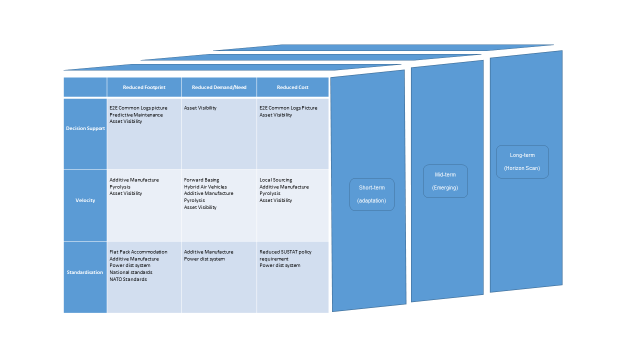 Reduced Footprint
Reduced Demand/Need
Reduced Cost
Decision Support
E2E Common Logs picture
Predictive Maintenance
Asset Visibility
Asset Visibility
E2E Common Logs Picture
Asset Visibility
Velocity
Additive Manufacture
Pyrolysis
Asset Visibility
Forward Basing
Hybrid Air Vehicles
Additive Manufacture
Pyrolysis
Asset Visibility
Local Sourcing
Additive Manufacture
Pyrolysis
Asset Visibility
Standardisation
Flat Pack Accommodation
Additive Manufacture
Power dist system
National standards
NATO Standards
Additive Manufacture
Power dist system
Reduced SUSTAT policy
requirement
Power dist system
Short-term
(adaptation)
Mid-term
(Emerging)
Long-term
(Horizon Scan)